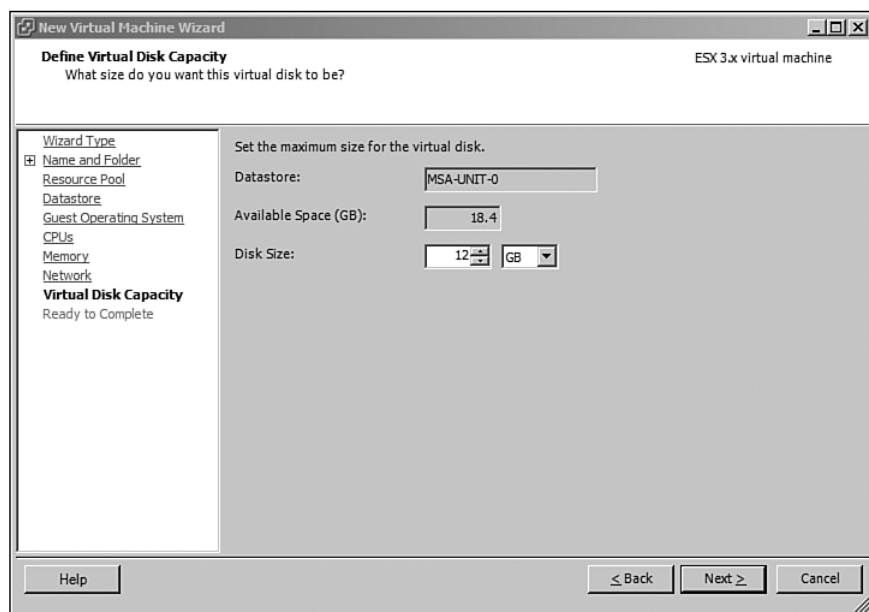 New Virtual Machine Wizard
Define Virtual Disk Capacity
What size do you want this virtual disk to be?
ESX 3.x virtual machine
Wizard Type
Name and Folder
Resource Pool
Datastore
Guest Operating System
CPUs
Memory
Network
Virtual Disk Capacity
Ready to Complete
Set the maximum size for the virtual disk.
Datastore: MSA-UNIT-0
Available Space (GB): 18.4
Disk Size: 12 GB
Help
< Back
Next >
Cancel